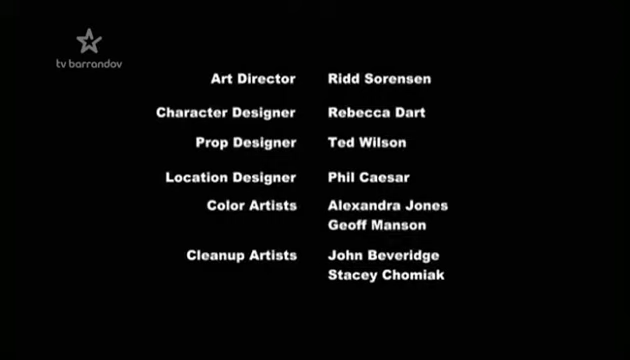 tv barrandov
Art Director Ridd Sorensen
Character Designer Rebecca Dart
Prop Designer Ted Wilson
Location Designer Phil Caesar
Color Artists Alexandra Jones
Geoff Manson
Cleanup Artists John Beveridge
Stacey Chomiak